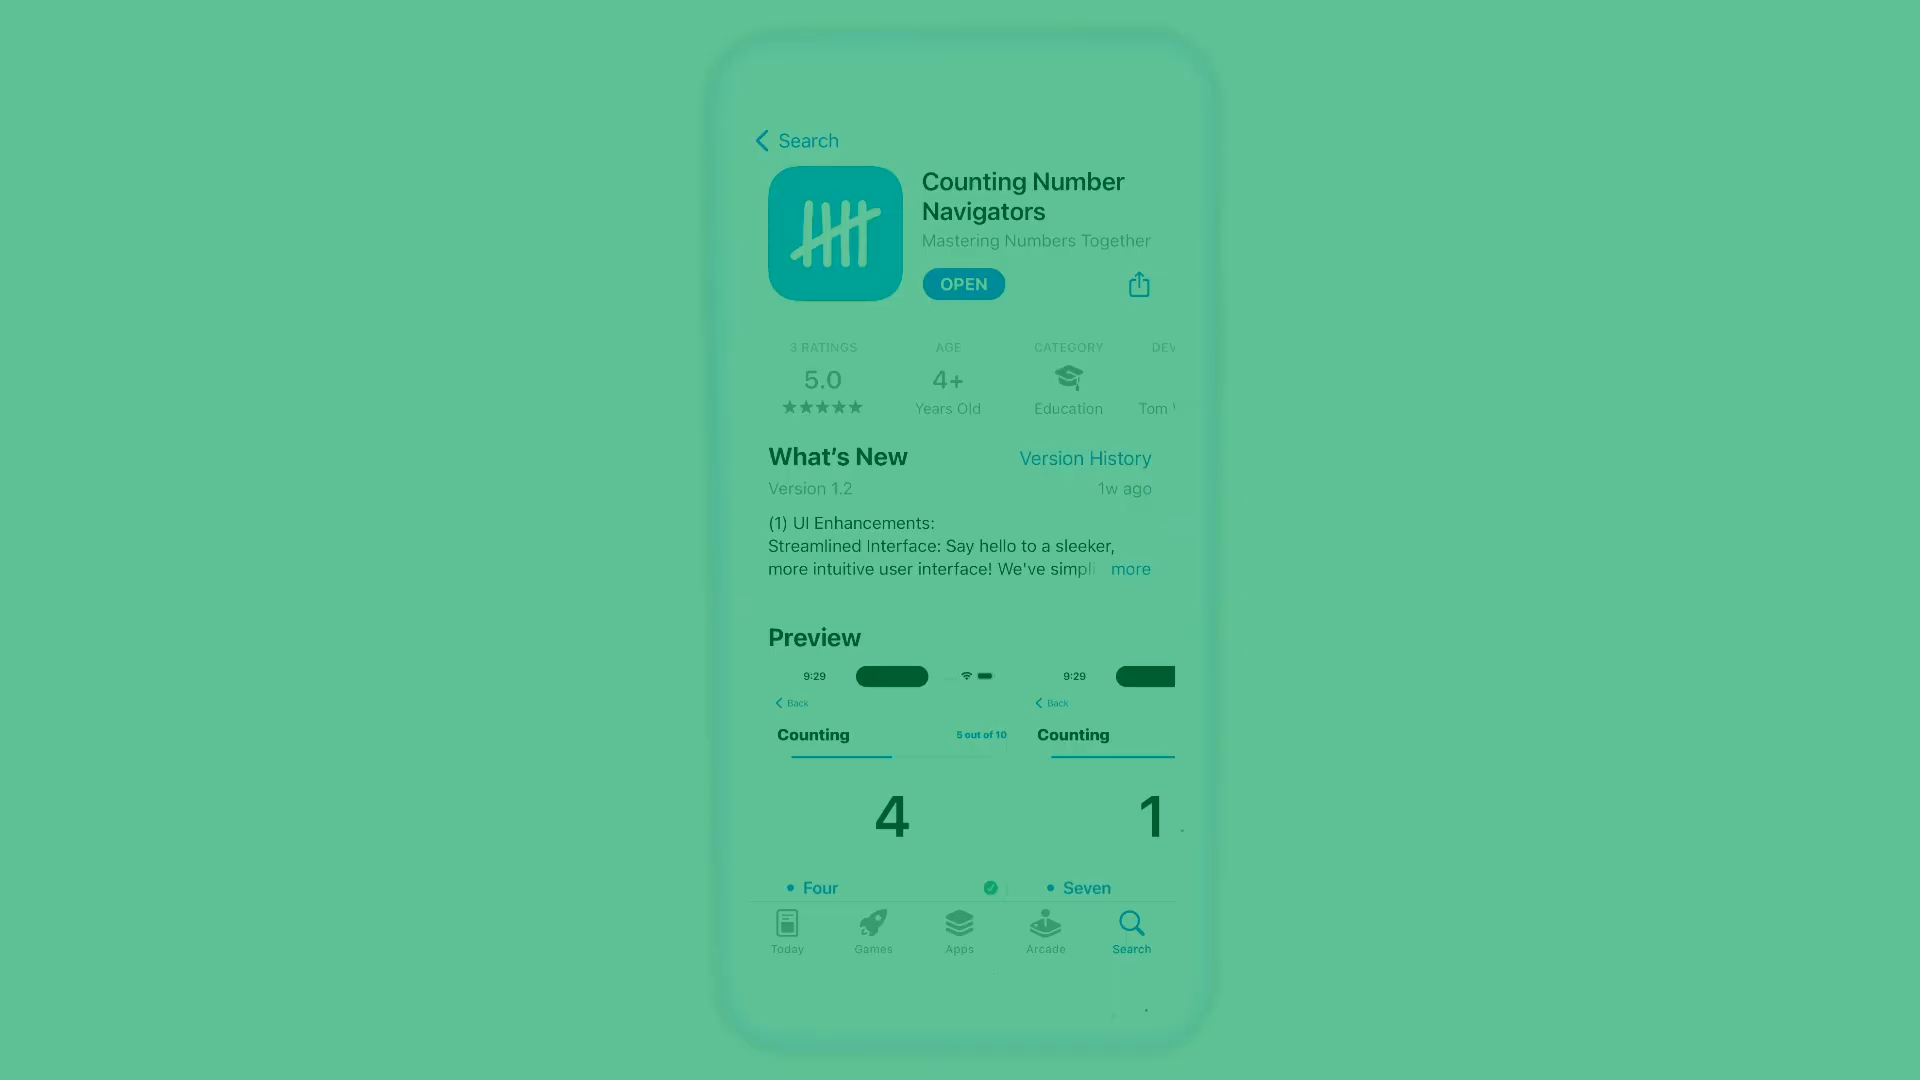 Search
Counting Number
Navigators
Mastering Numbers Together
OPEN
3 RATINGS
AGE
CATEGORY
DEV
5.0
4+
Years Old
Education
Tom
What's New
Version History
Version 1.2
1w ago
(1) UI Enhancements:
Streamlined Interface: Say hello to a sleeker,
more intuitive user interface! We've simpli
more
Preview
9:29
9:29
Back
Back
Counting
5 out of 10
Counting
4
1
Four
Seven
Today
Games
Apps
Arcade
Search